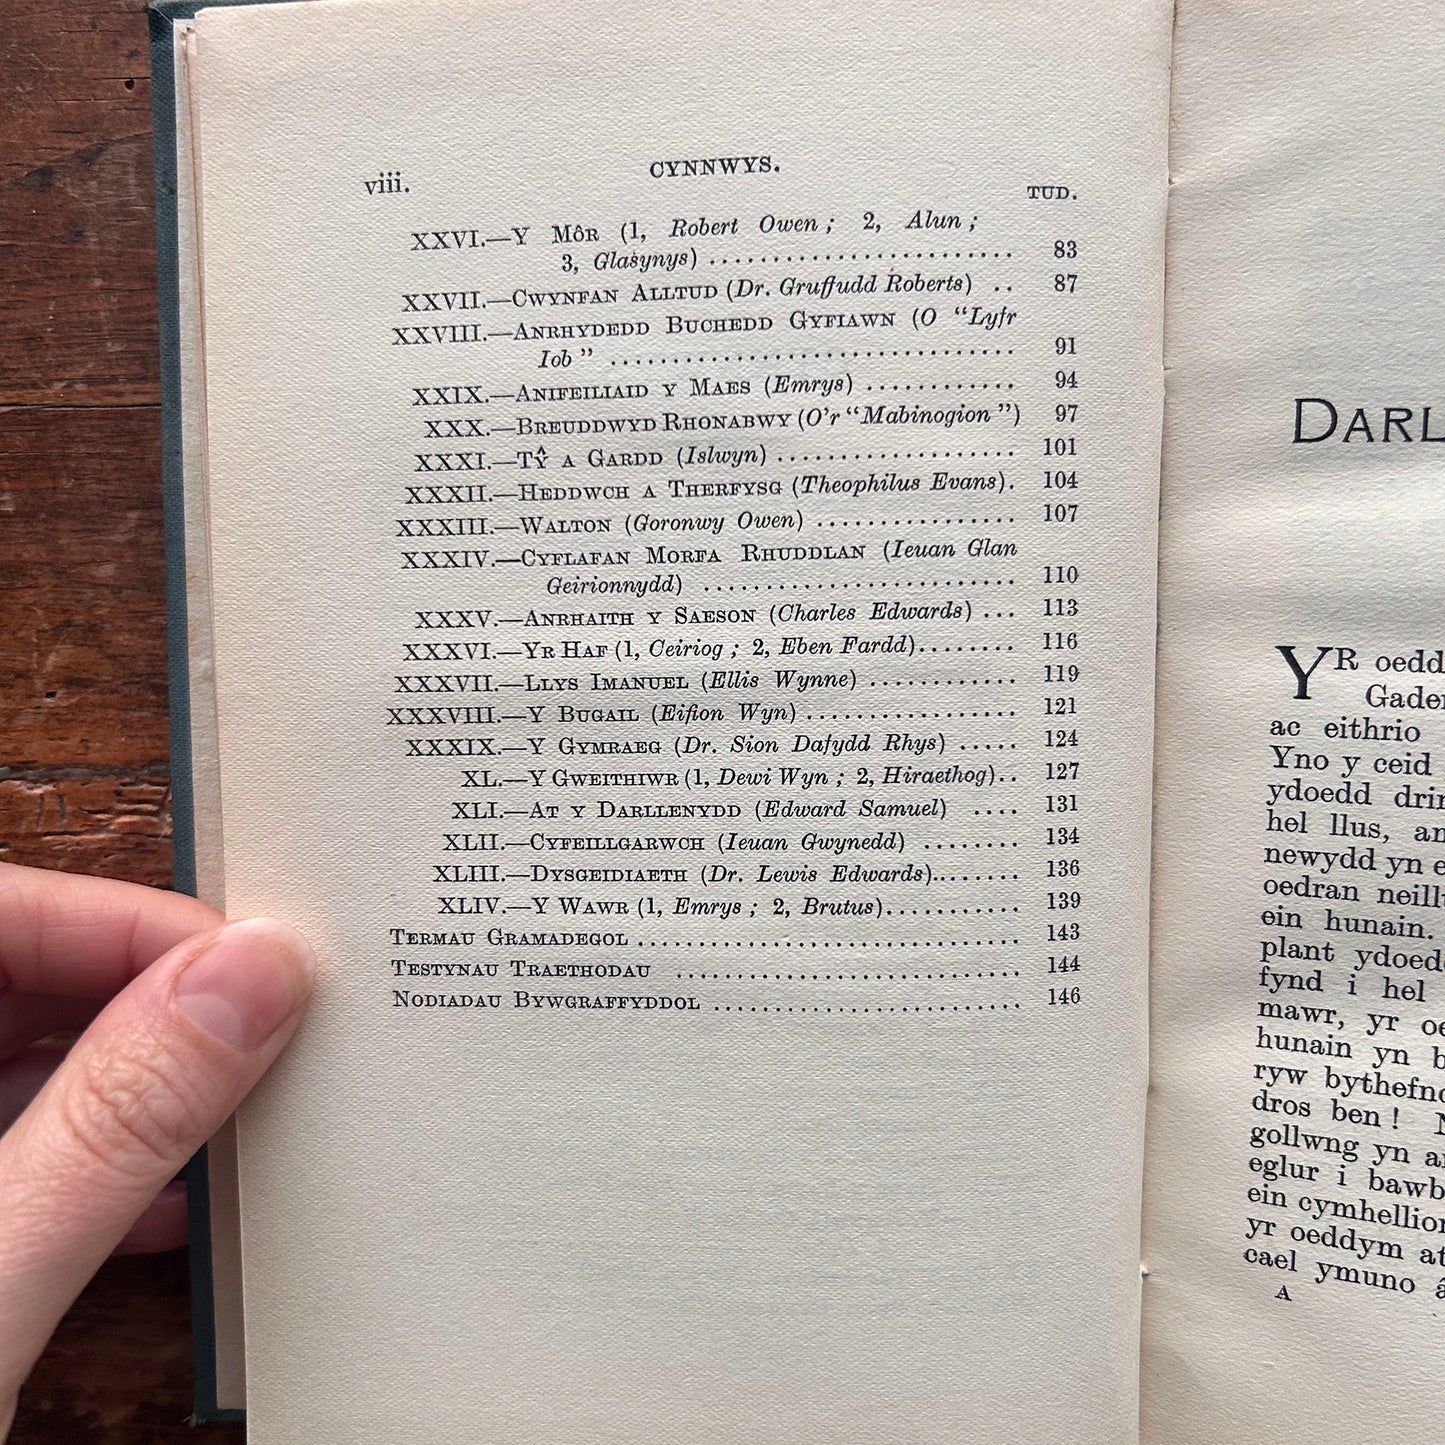 viii. CYNNWYS.
TUD.
XXVI.—Y Môr (1, Robert Owen; 2, Alun;
3, Glasynys) ........................ 83
XXVII.—Cwynfan Alltud (Dr. Gruffudd Roberts) .. 87
XXVIII.—Anrhydedd Buchedd Gyfiawn (O "Lyfr
Iob" ................................ 91
XXIX.—Anifeiliaid y Maes (Emrys) ............ 94
XXX.—Breuddwyd Rhonabwy (O'r "Mabinogion") 97
XXXI.—Tŷ a Gardd (Islwyn) ................... 101
XXXII.—Heddwch a Therfysg (Theophilus Evans). 104
XXXIII.—Walton (Goronwy Owen) ................ 107
XXXIV.—Cyflafan Morfa Rhuddlan (Ieuan Glan
Geirionnydd) ........................ 110
XXXV.—Anrhaith y Saeson (Charles Edwards) ... 113
XXXVI.—Yr Haf (1, Ceiriog; 2, Eben Fardd)........ 116
XXXVII.—Llys Imanuel (Ellis Wynne) ............ 119
XXXVIII.—Y Bugail (Eifion Wyn) ................. 121
XXXIX.—Y Gymraeg (Dr. Sion Dafydd Rhys) ..... 124
XL.—Y Gweithiwr (1, Dewi Wyn; 2, Hiraethog).. 127
XLI.—At y Darllenydd (Edward Samuel) .... 131
XLII.—Cyfeillgarwch (Ieuan Gwynedd) ........ 134
XLIII.—Dysgeidiaeth (Dr. Lewis Edwards)........ 136
XLIV.—Y Wawr (1, Emrys; 2, Brutus)........... 139
Termau Gramadegol ............................... 143
Testynau Traethodau ............................ 144
Nodiadau Bywgraffyddol ......................... 146
YR oedd
ac eithrio
Yno y ceid
ydoedd
hel llus,
newydd yn
oedran
ein hunain.
plant
fynd i hel
mawr, yr
hunain yn
ryw
dros ben!
gollwng yn
eglur i
ein
yr oeddym
cael ymuno â
A